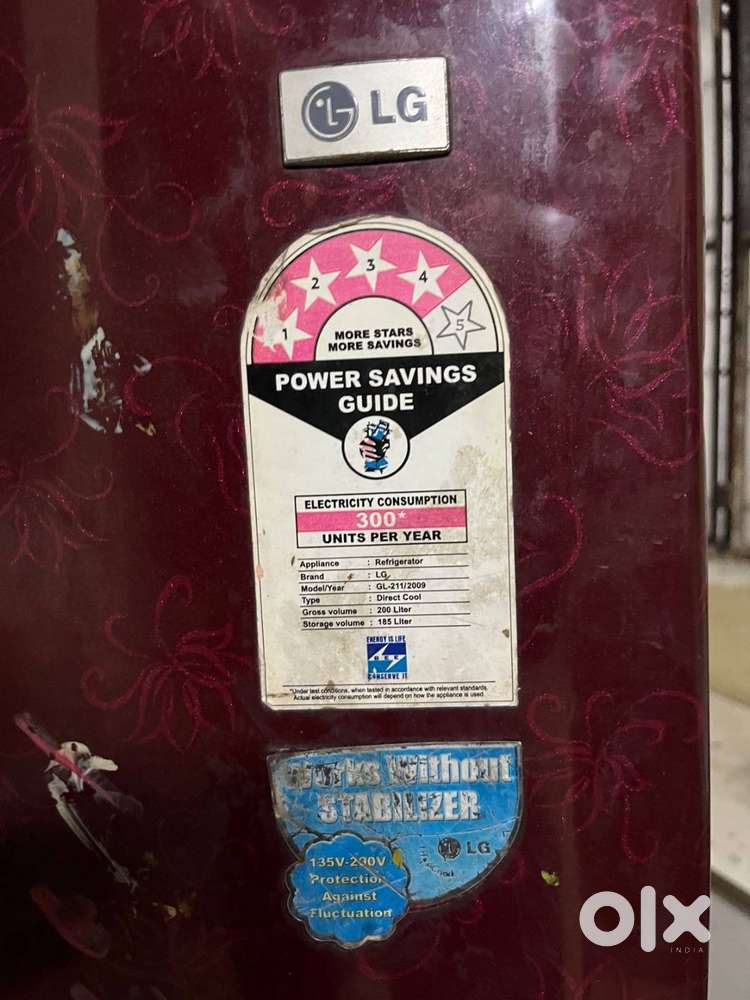 LG
1 2 3 4 5
MORE STARS
MORE SAVINGS
POWER SAVINGS
GUIDE
ELECTRICITY CONSUMPTION
300*
UNITS PER YEAR
Appliance : Refrigerator
Brand : LG
Model/Year : GL-211/2009
Type : Direct Cool
Gross volume : 200 Liter
Storage volume : 185 Liter
ENERGY IS LIFE
BEE
CONSERVE IT
*Under test conditions, when tested in accordance with relevant standards.
Actual electricity consumption will depend on how the appliance is used.
Works Without
STABILIZER
LG
135V-290V
Protection
Against
Fluctuation
olx
INDIA